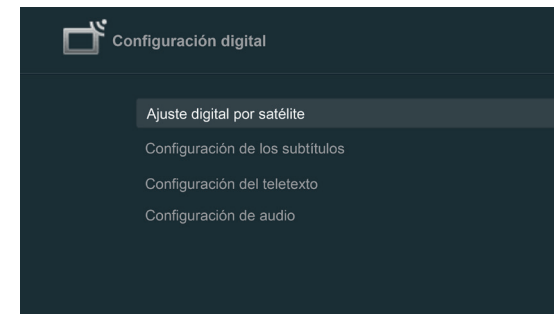 Configuración digital
Ajuste digital por satélite
Configuración de los subtítulos
Configuración del teletexto
Configuración de audio